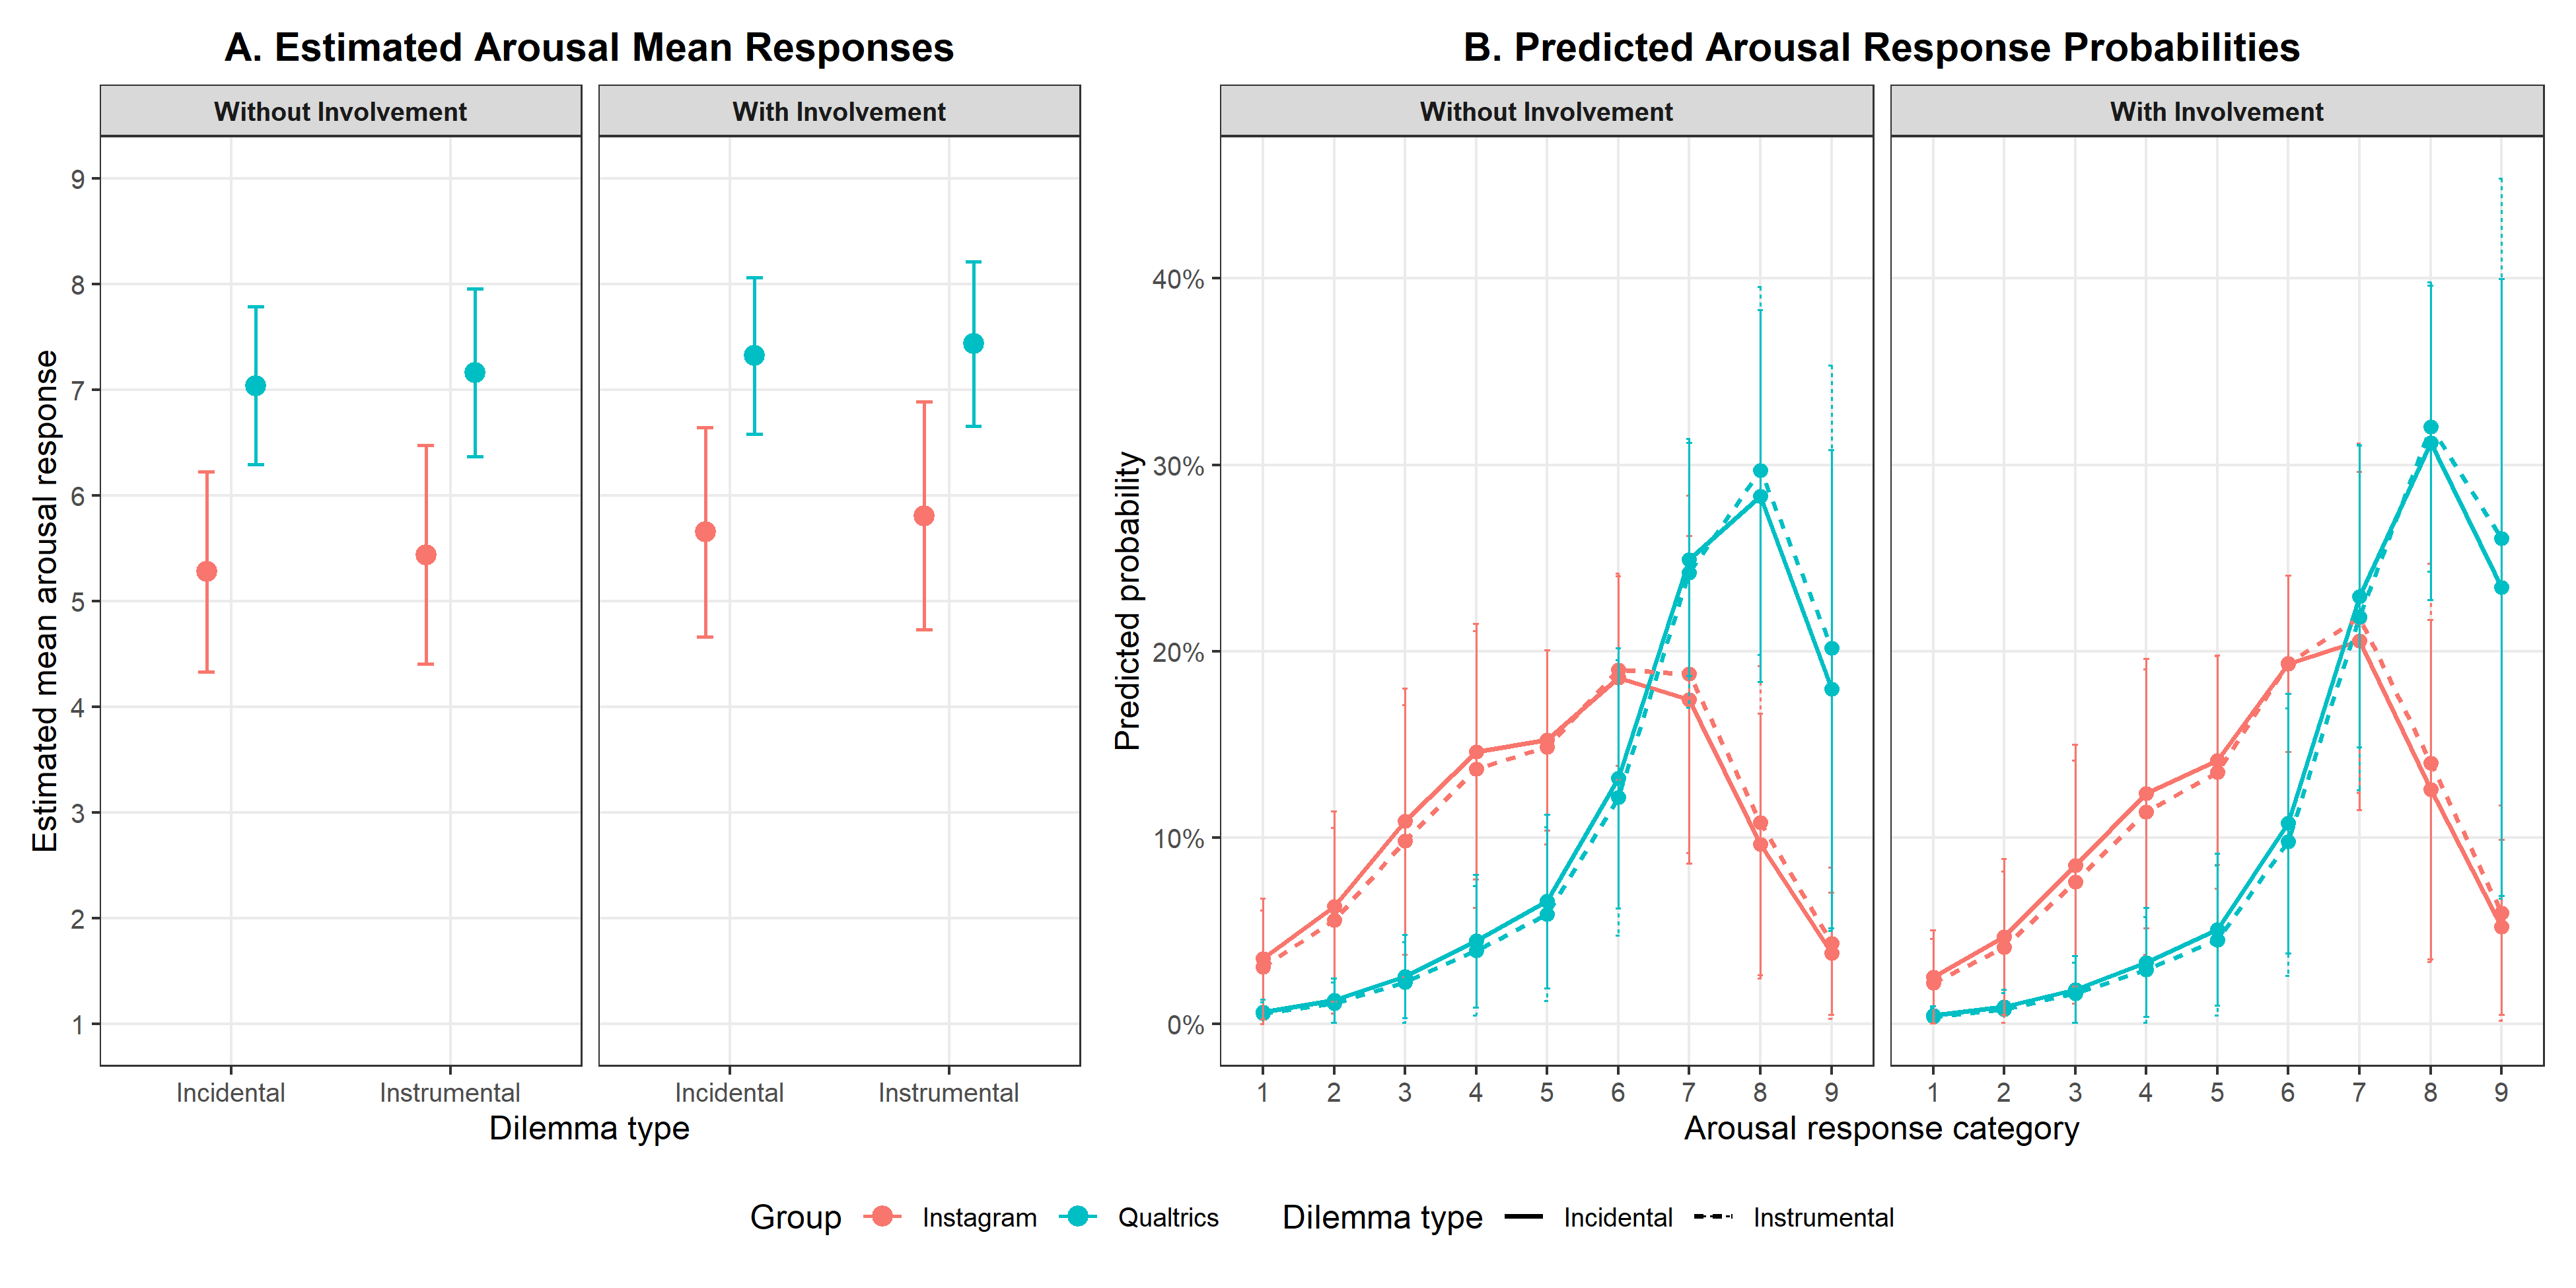 A. Estimated Arousal Mean Responses
Without Involvement
With Involvement
Estimated mean arousal response
9
8
7
6
5
4
3
2
1
Incidental
Instrumental
Incidental
Instrumental
Dilemma type
B. Predicted Arousal Response Probabilities
Without Involvement
With Involvement
Predicted probability
40%
30%
20%
10%
0%
1 2 3 4 5 6 7 8 9
1 2 3 4 5 6 7 8 9
Arousal response category
Group Instagram Qualtrics Dilemma type Incidental Instrumental